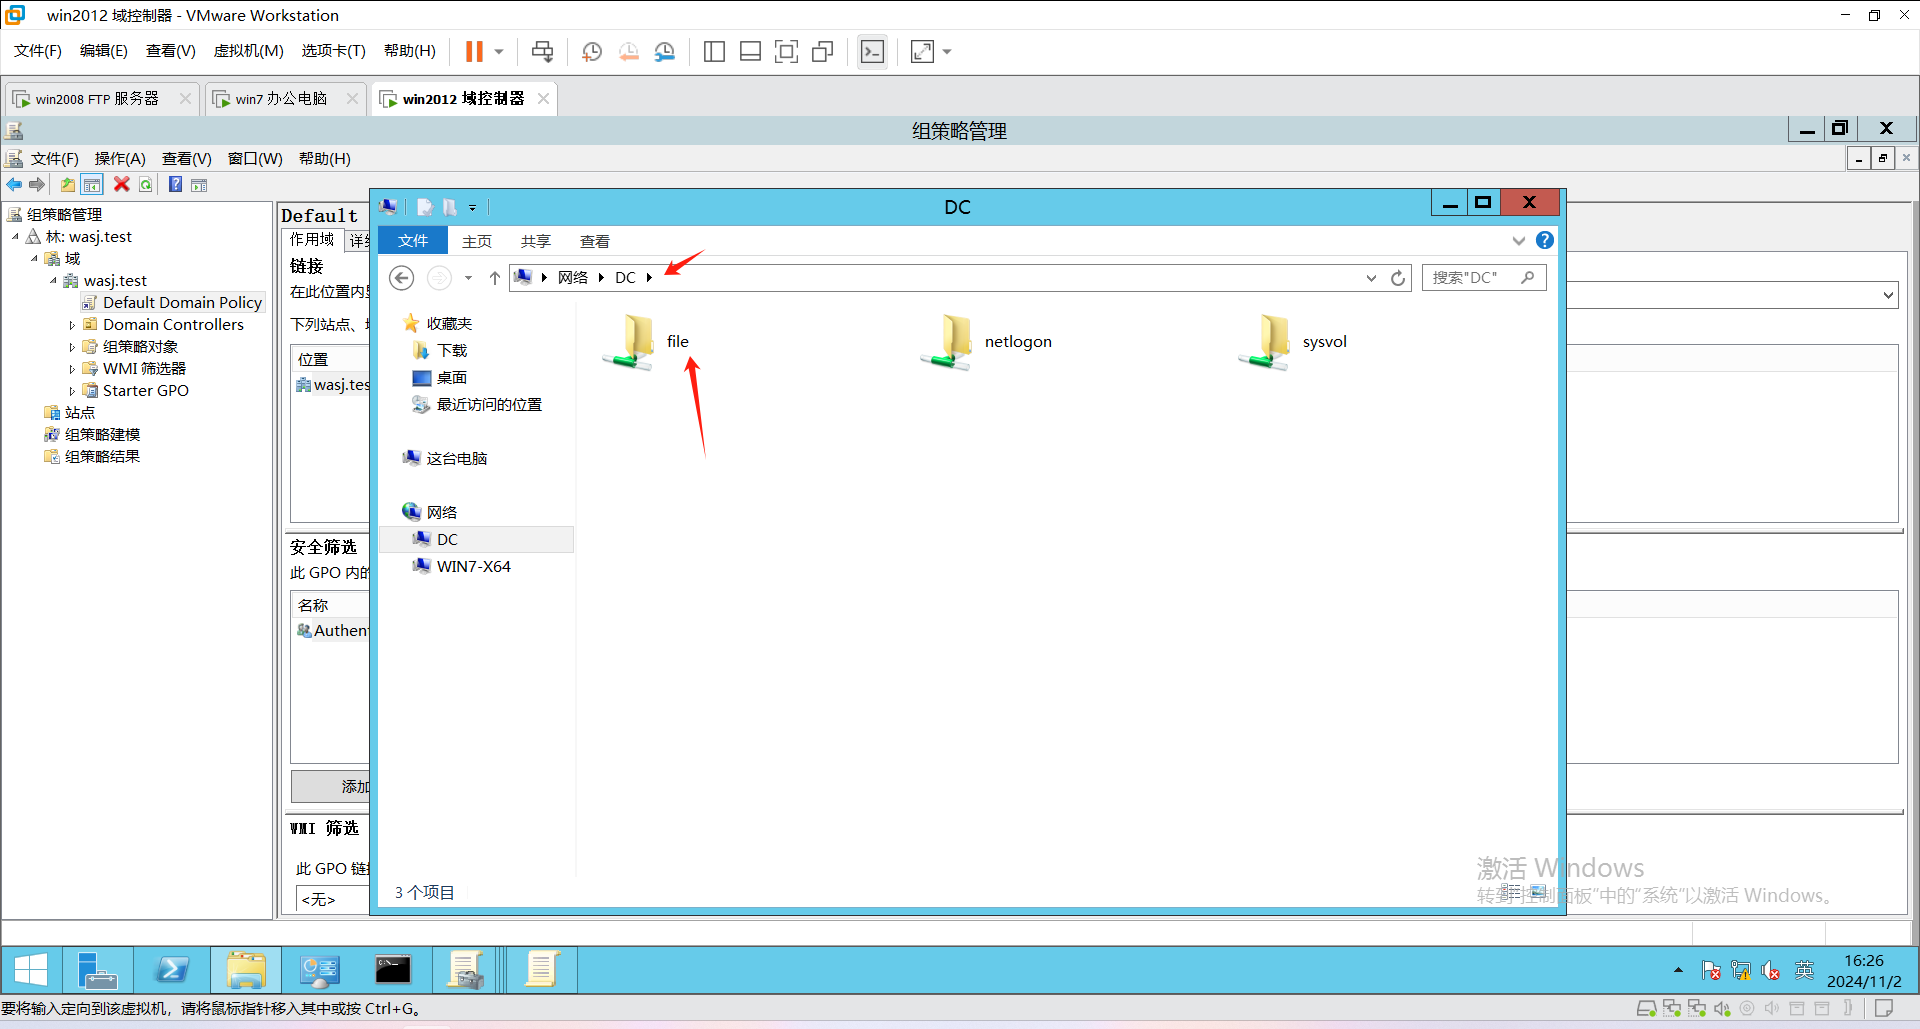 win2012 域控制器 - VMware Workstation
文件(F) 编辑(E) 查看(V) 虚拟机(M) 选项卡(T) 帮助(H)
win2008 FTP 服务器
win7 办公电脑
win2012 域控制器
组策略管理
文件(F) 操作(A) 查看(V) 窗口(W) 帮助(H)
组策略管理
林: wasj.test
域
wasj.test
Default Domain Policy
Domain Controllers
组策略对象
WMI 筛选器
Starter GPO
站点
组策略建模
组策略结果
Default
作用域
链接
下列站点、
位置
wasj.tes
安全筛选
此 GPO 内的
名称
Authent
添加
WMI 筛选
此 GPO 链接
<无>
DC
文件 主页 共享 查看
网络 DC
搜索"DC"
收藏夹
下载
桌面
最近访问的位置
这台电脑
网络
DC
WIN7-X64
file
netlogon
sysvol
3 个项目
激活 Windows
转到"控制面板"中的"系统"以激活 Windows。
英
16:26
2024/11/2
要将输入定向到该虚拟机，请将鼠标指针移入其中或按 Ctrl+G。